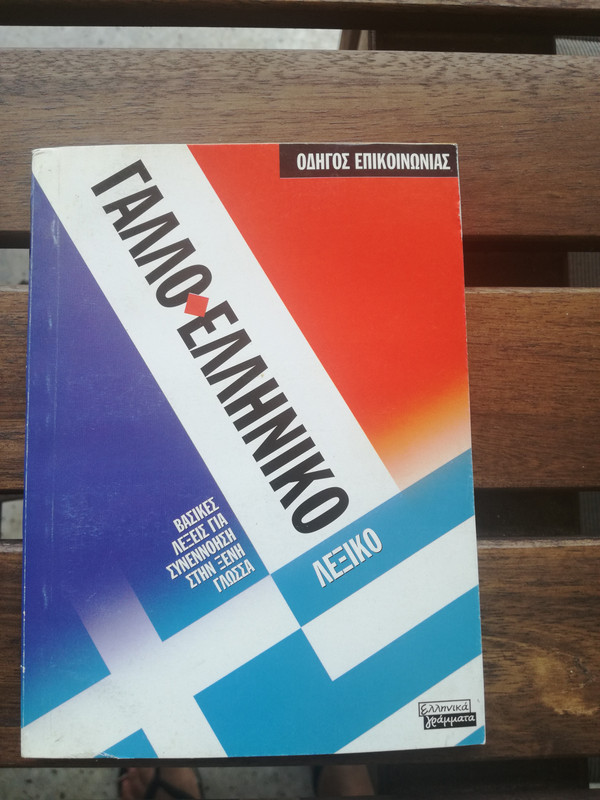 ΟΔΗΓΟΣ ΕΠΙΚΟΙΝΩΝΙΑΣ
ΓΑΛΛΟ◆ΕΛΛΗΝΙΚΟ
ΛΕΞΙΚΟ
ΒΑΣΙΚΕΣ
ΛΕΞΕΙΣ ΓΙΑ
ΣΥΝΕΝΝΟΗΣΗ
ΣΤΗΝ ΞΕΝΗ
ΓΛΩΣΣΑ
ελληνικά
γράμματα